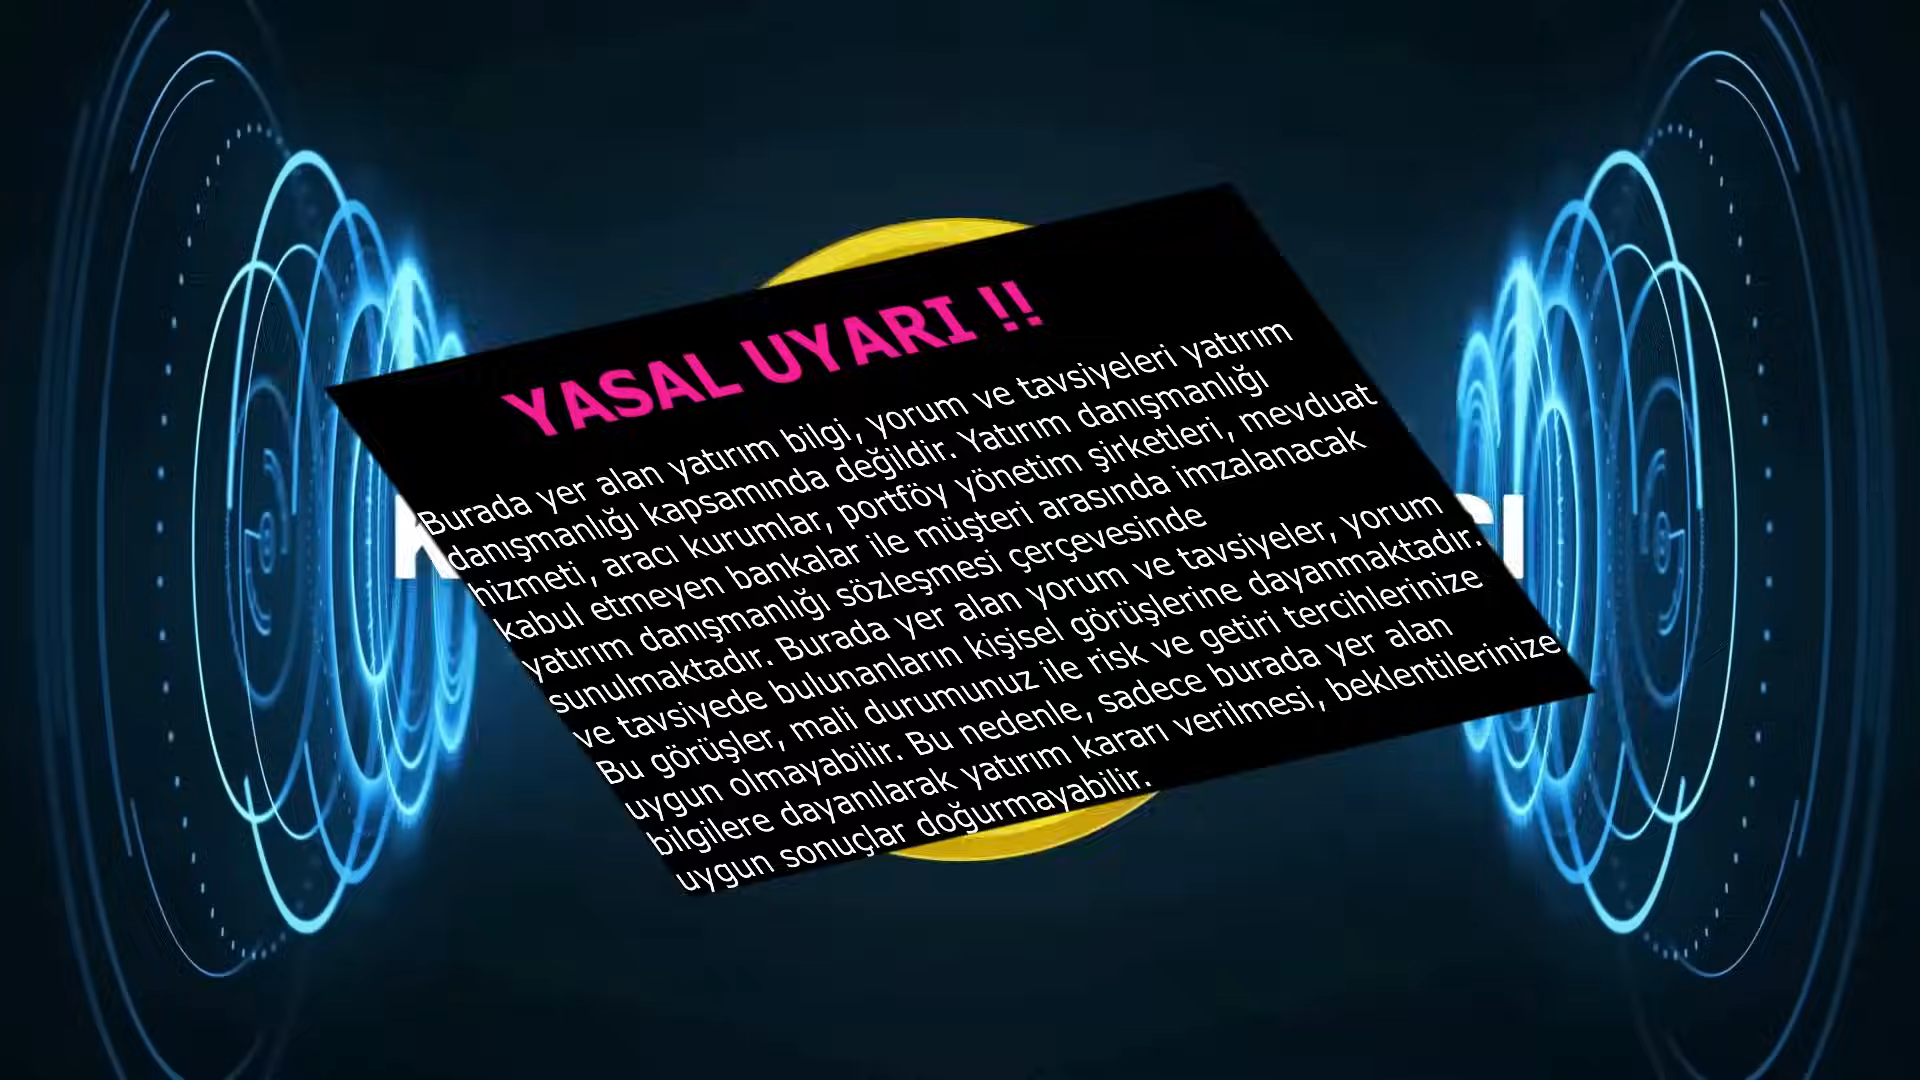 YASAL UYARI !!
Burada yer alan yatırım bilgi, yorum ve tavsiyeleri yatırım
danışmanlığı kapsamında değildir. Yatırım danışmanlığı
hizmeti, aracı kurumlar, portföy yönetim şirketleri, mevduat
kabul etmeyen bankalar ile müşteri arasında imzalanacak
yatırım danışmanlığı sözleşmesi çerçevesinde
sunulmaktadır. Burada yer alan yorum ve tavsiyeler, yorum
ve tavsiyede bulunanların kişisel görüşlerine dayanmaktadır.
Bu görüşler, mali durumunuz ile risk ve getiri tercihlerinize
uygun olmayabilir. Bu nedenle, sadece burada yer alan
bilgilere dayanılarak yatırım kararı verilmesi, beklentilerinize
uygun sonuçlar doğurmayabilir.